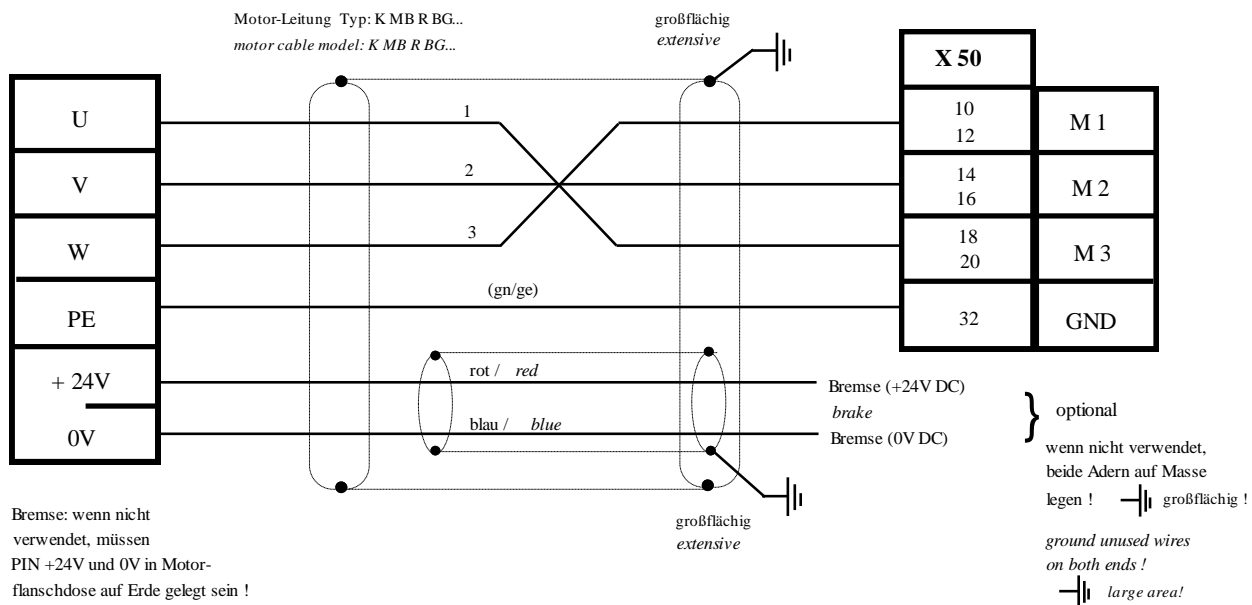 Motor-Leitung Typ: K MB R BG...
motor cable model: K MB R BG...
großflächig
extensive
X 50
U
1
10
12
M 1
V
2
14
16
M 2
W
3
18
20
M 3
PE
(gn/ge)
32
GND
+ 24V
rot / red
Bremse (+24V DC)
brake
0V
blau / blue
Bremse (0V DC)
} optional
wenn nicht verwendet,
beide Adern auf Masse
legen ! großflächig !
ground unused wires
on both ends !
large area!
großflächig
extensive
Bremse: wenn nicht
verwendet, müssen
PIN +24V und 0V in Motor-
flanschdose auf Erde gelegt sein !